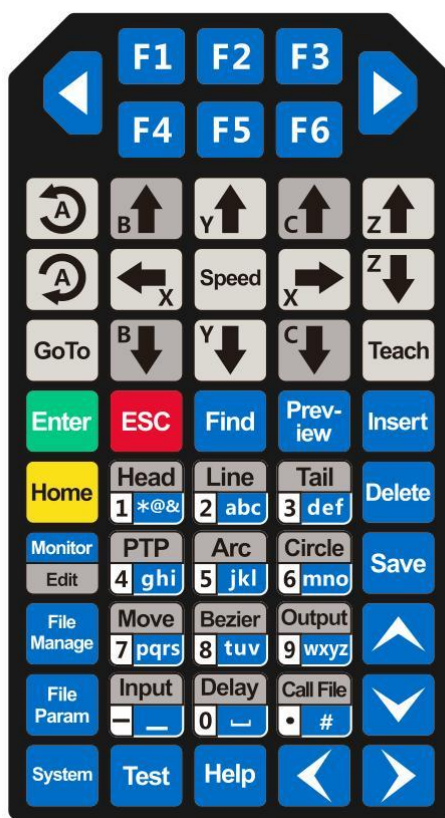 F1 F2 F3
F4 F5 F6
A B Y C Z
A X Speed X Z
GoTo B Y C Teach
Enter ESC Find Prev-
iew Insert
Home Head Line Tail Delete
1 *@& 2 abc 3 def
Monitor PTP Arc Circle Save
Edit 4 ghi 5 jkl 6 mno
File
Manage Move Bezier Output
7 pqrs 8 tuv 9 wxyz
File
Param Input Delay Call File
– _ 0 ⎵ • #
System Test Help